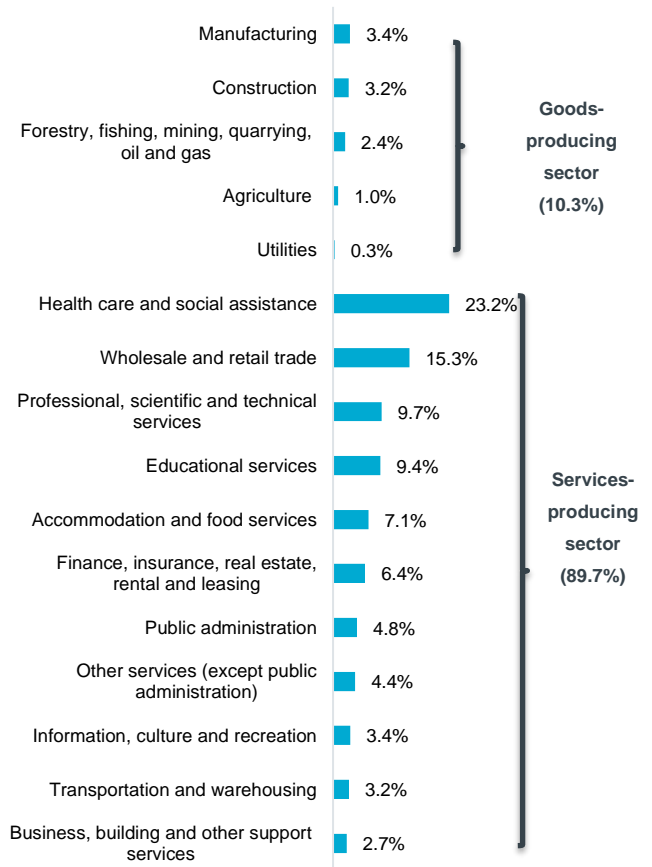 Manufacturing 3.4%
Construction 3.2%
Forestry, fishing, mining, quarrying,
oil and gas 2.4%
Agriculture 1.0%
Utilities 0.3%
Goods-
producing
sector
(10.3%)
Health care and social assistance 23.2%
Wholesale and retail trade 15.3%
Professional, scientific and technical
services 9.7%
Educational services 9.4%
Accommodation and food services 7.1%
Finance, insurance, real estate,
rental and leasing 6.4%
Public administration 4.8%
Other services (except public
administration) 4.4%
Information, culture and recreation 3.4%
Transportation and warehousing 3.2%
Business, building and other support
services 2.7%
Services-
producing
sector
(89.7%)